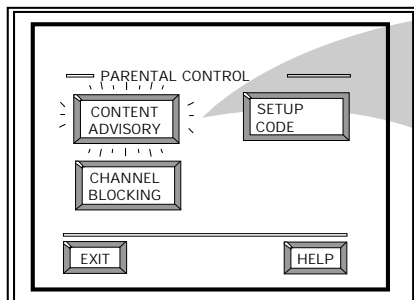 PARENTAL CONTROL
CONTENT
ADVISORY
SETUP
CODE
CHANNEL
BLOCKING
EXIT
HELP